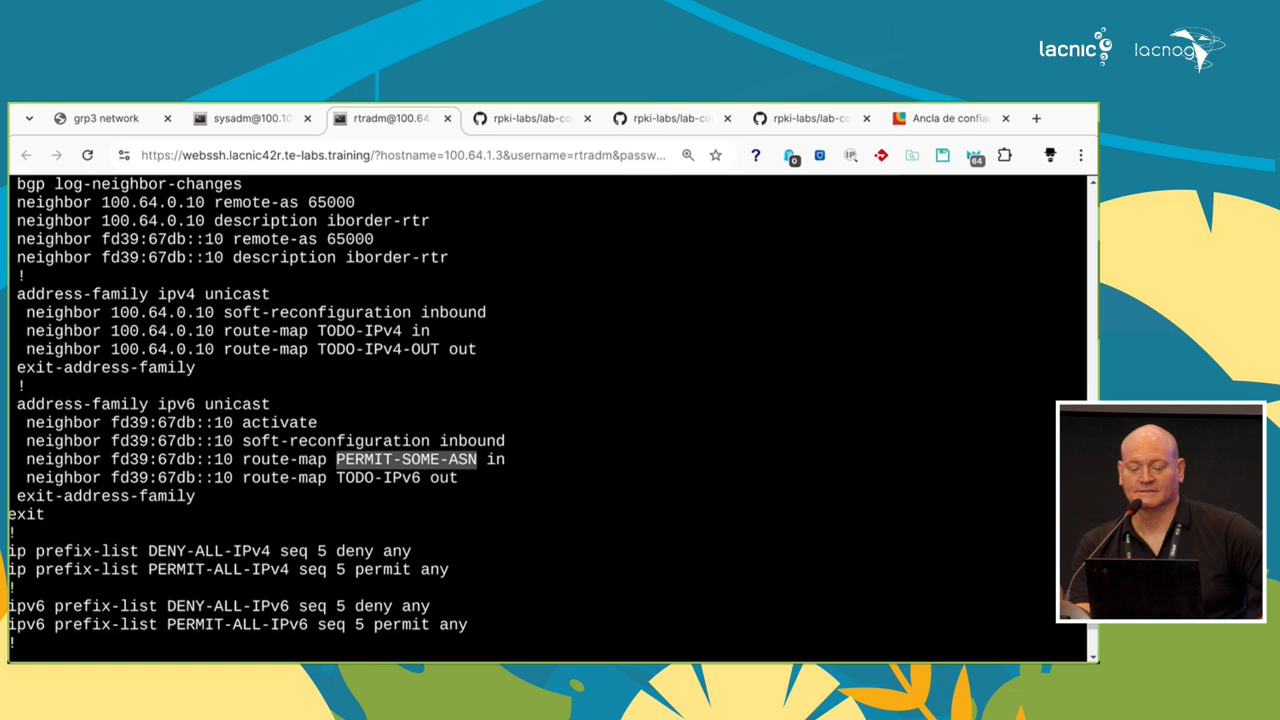 lacnic
lacnog
grp3 network
sysadm@100.10
rtradm@100.64.
rpki-labs/lab-co
rpki-labs/lab-co
rpki-labs/lab-co
Ancla de confia
https://webssh.lacnic42r.te-labs.training/?hostname=100.64.1.3&username=rtradm&passw...
0
IP
64
bgp log-neighbor-changes
neighbor 100.64.0.10 remote-as 65000
neighbor 100.64.0.10 description iborder-rtr
neighbor fd39:67db::10 remote-as 65000
neighbor fd39:67db::10 description iborder-rtr
!
address-family ipv4 unicast
neighbor 100.64.0.10 soft-reconfiguration inbound
neighbor 100.64.0.10 route-map TODO-IPv4 in
neighbor 100.64.0.10 route-map TODO-IPv4-OUT out
exit-address-family
!
address-family ipv6 unicast
neighbor fd39:67db::10 activate
neighbor fd39:67db::10 soft-reconfiguration inbound
neighbor fd39:67db::10 route-map PERMIT-SOME-ASN in
neighbor fd39:67db::10 route-map TODO-IPv6 out
exit-address-family
exit
!
ip prefix-list DENY-ALL-IPv4 seq 5 deny any
ip prefix-list PERMIT-ALL-IPv4 seq 5 permit any
!
ipv6 prefix-list DENY-ALL-IPv6 seq 5 deny any
ipv6 prefix-list PERMIT-ALL-IPv6 seq 5 permit any
!